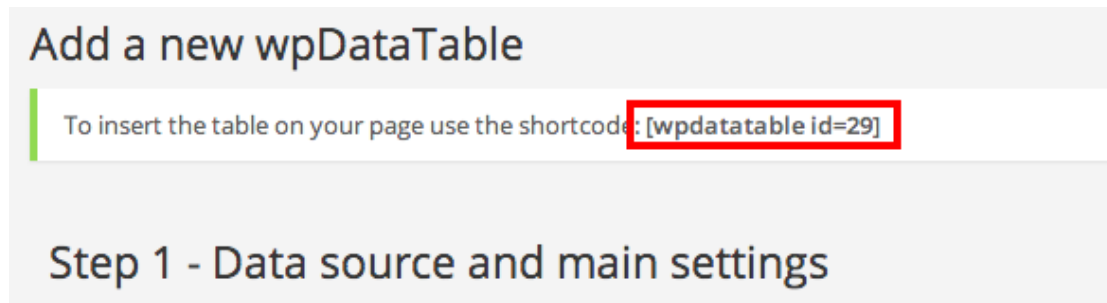 Add a new wpDataTable
To insert the table on your page use the shortcode: [wpdatatable id=29]
Step 1 - Data source and main settings